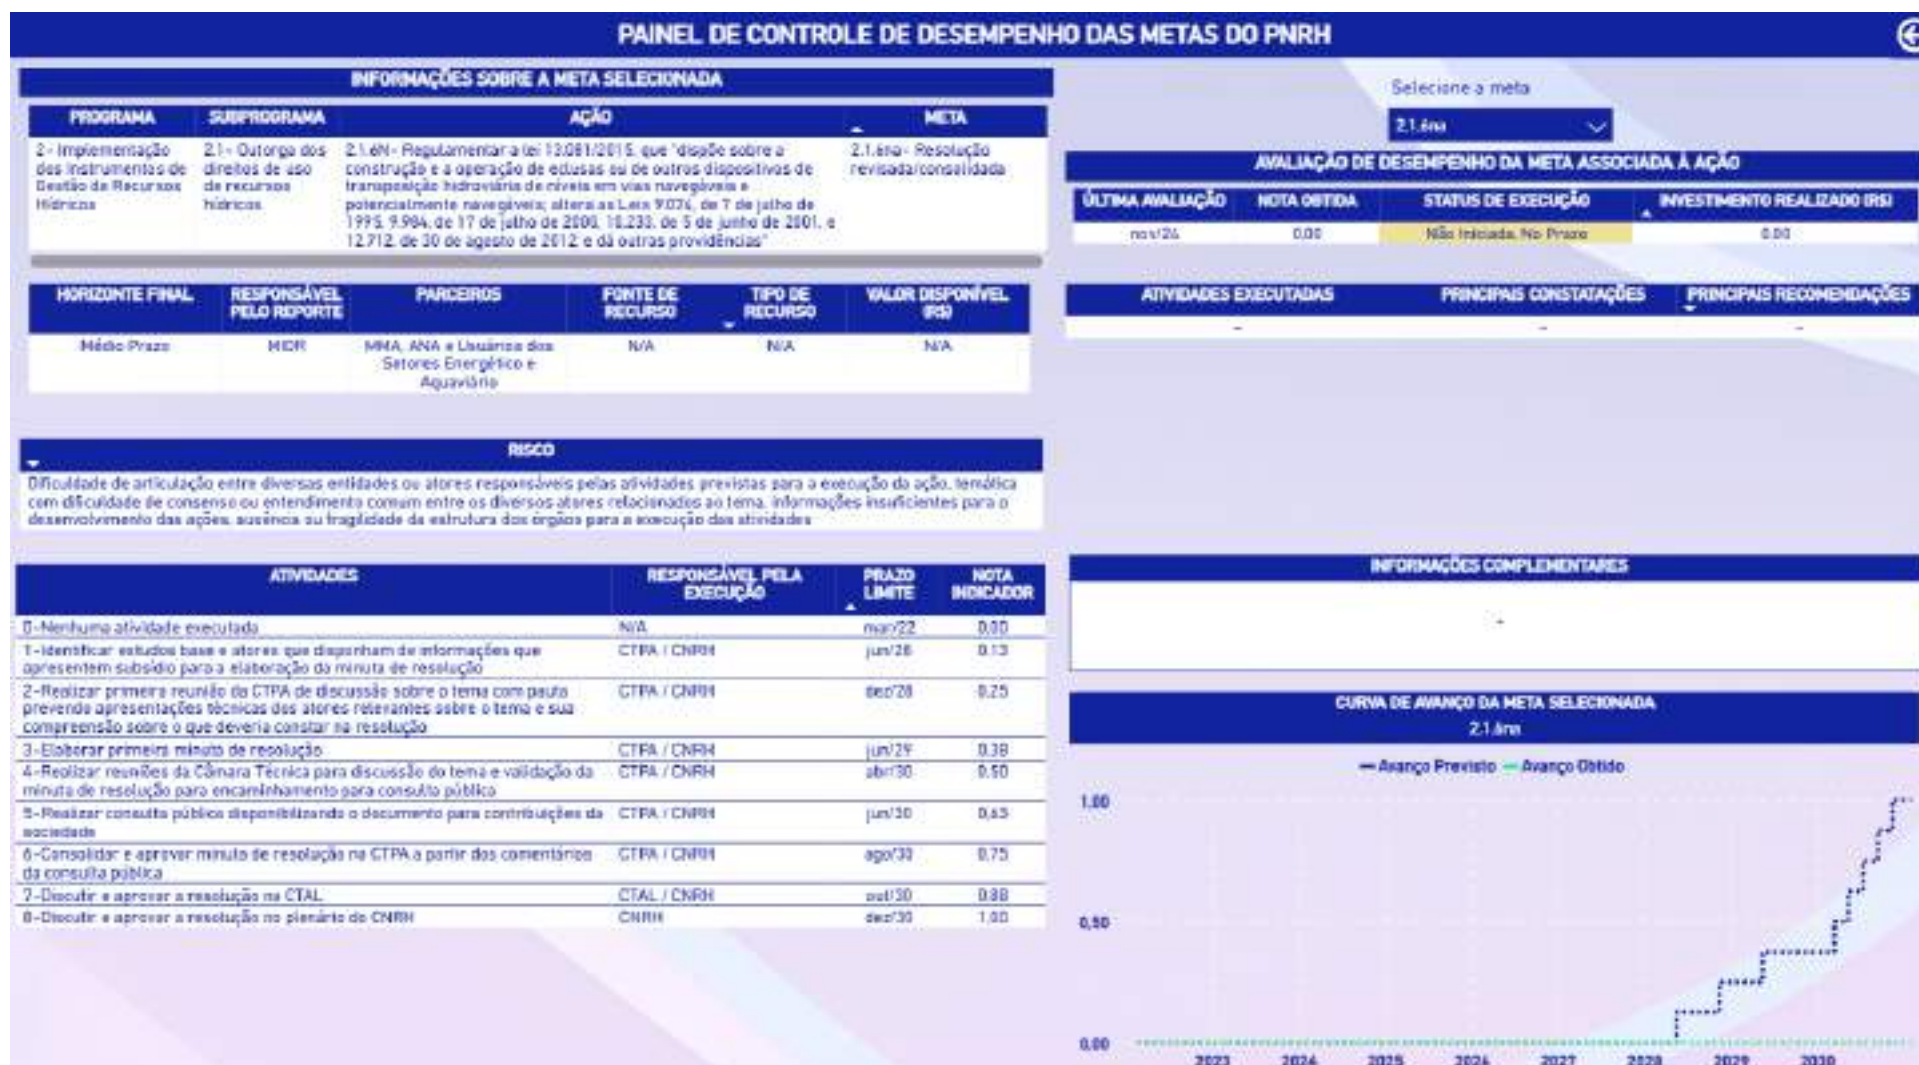 PAINEL DE CONTROLE DE DESEMPENHO DAS METAS DO PNRH
INFORMAÇÕES SOBRE A META SELECIONADA
PROGRAMA SUBPROGRAMA AÇÃO META
2- Implementação dos Instrumentos de Gestão de Recursos Hídricos
2.1- Outorga dos direitos de uso de recursos hídricos
2.1.6N- Regulamentar a lei 13.081/2015, que "dispõe sobre a
construção e a operação de eclusas ou de outros dispositivos de
transposição hidroviária de níveis em vias navegáveis e
potencialmente navegáveis; altera as Leis 9.074, de 7 de julho de
1995, 9.984, de 17 de julho de 2000, 10.233, de 5 de junho de 2001, e
12.712, de 30 de agosto de 2012 e dá outras providências"
2.1.6na- Resolução
revisada/consolidada
HORIZONTE FINAL RESPONSÁVEL PELO REPORTE PARCEIROS FONTE DE RECURSO TIPO DE RECURSO VALOR DISPONÍVEL (R$)
Médio Prazo MIDR MMA, ANA e Usuários dos Setores Energético e Aquaviário N/A N/A N/A
RISCO
Dificuldade de articulação entre diversas entidades ou atores responsáveis pelas atividades previstas para a execução da ação, temática
com dificuldade de consenso ou entendimento comum entre os diversos atores relacionados ao tema, informações insuficientes para o
desenvolvimento das ações, ausência ou fragilidade da estrutura dos órgãos para a execução das atividades
ATIVIDADES RESPONSÁVEL PELA EXECUÇÃO PRAZO LIMITE NOTA INDICADOR
0-Nenhuma atividade executada N/A mar/22 0,00
1-Identificar estudos base e atores que disponham de informações que
apresentem subsídio para a elaboração da minuta de resolução CTPA / CNRH jun/28 0,13
2-Realizar primeira reunião da CTPA de discussão sobre o tema com pauta
prevendo apresentações técnicas dos atores relevantes sobre o tema e sua
compreensão sobre o que deveria constar na resolução CTPA / CNRH dez/28 0,25
3-Elaborar primeira minuta de resolução CTPA / CNRH jun/29 0,38
4-Realizar reuniões da Câmara Técnica para discussão do tema e validação da
minuta de resolução para encaminhamento para consulta pública CTPA / CNRH abr/30 0,50
5-Realizar consulta pública disponibilizando o documento para contribuições da
sociedade CTPA / CNRH jun/30 0,63
6-Consolidar e aprovar minuta de resolução na CTPA a partir dos comentários
da consulta pública CTPA / CNRH ago/30 0,75
7-Discutir e aprovar a resolução na CTAL CTAL / CNRH out/30 0,88
8-Discutir e aprovar a resolução no plenário do CNRH CNRH dez/30 1,00
Selecione a meta
2.1.6na
AVALIAÇÃO DE DESEMPENHO DA META ASSOCIADA À AÇÃO
ÚLTIMA AVALIAÇÃO NOTA OBTIDA STATUS DE EXECUÇÃO INVESTIMENTO REALIZADO (R$)
nov/24 0,00 Não Iniciada, No Prazo 0,00
ATIVIDADES EXECUTADAS PRINCIPAIS CONSTATAÇÕES PRINCIPAIS RECOMENDAÇÕES
- - -
INFORMAÇÕES COMPLEMENTARES
-
CURVA DE AVANÇO DA META SELECIONADA
2.1.6na
Avanço Previsto Avanço Obtido
1,00
0,50
0,00
2023 2024 2025 2026 2027 2028 2029 2030